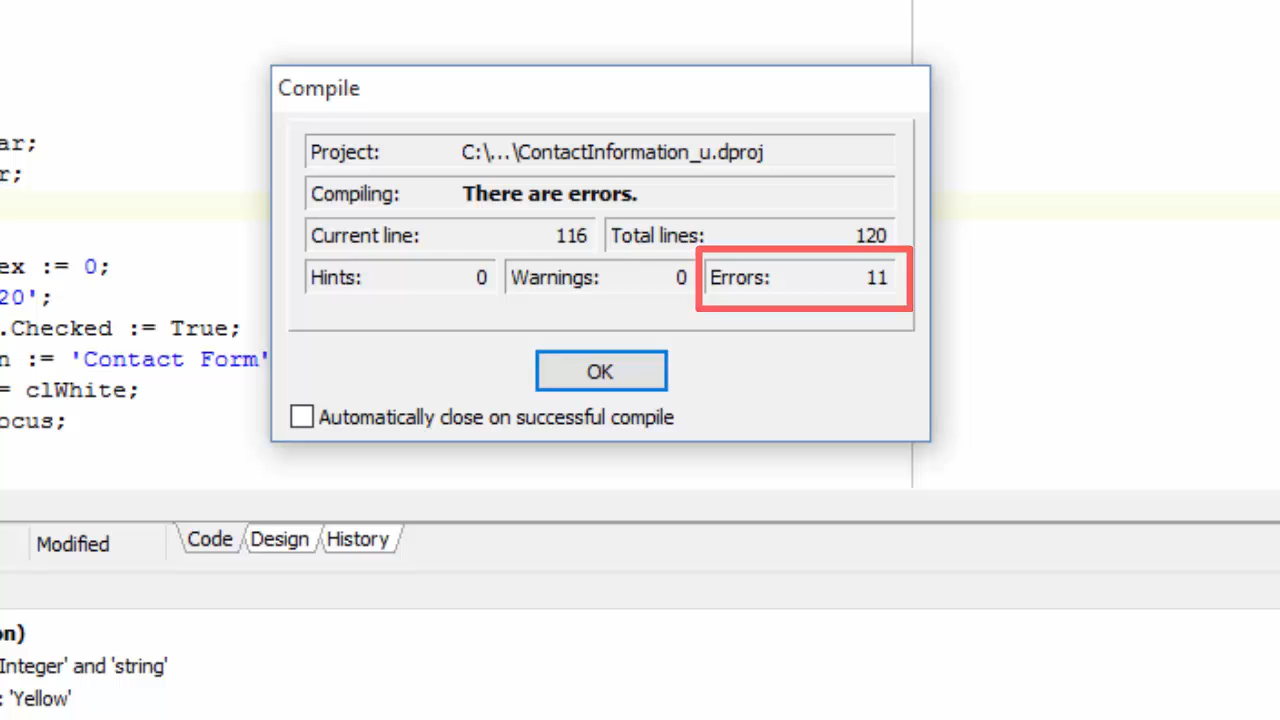 Compile
ar;
r;
Project: C:\...\ContactInformation_u.dproj
Compiling: There are errors.
Current line: 116 Total lines: 120
Hints: 0 Warnings: 0 Errors: 11
ex := 0;
20';
.Checked := True;
n := 'Contact Form'
= clWhite;
ocus;
OK
Automatically close on successful compile
Modified Code Design History
on)
Integer' and 'string'
: 'Yellow'